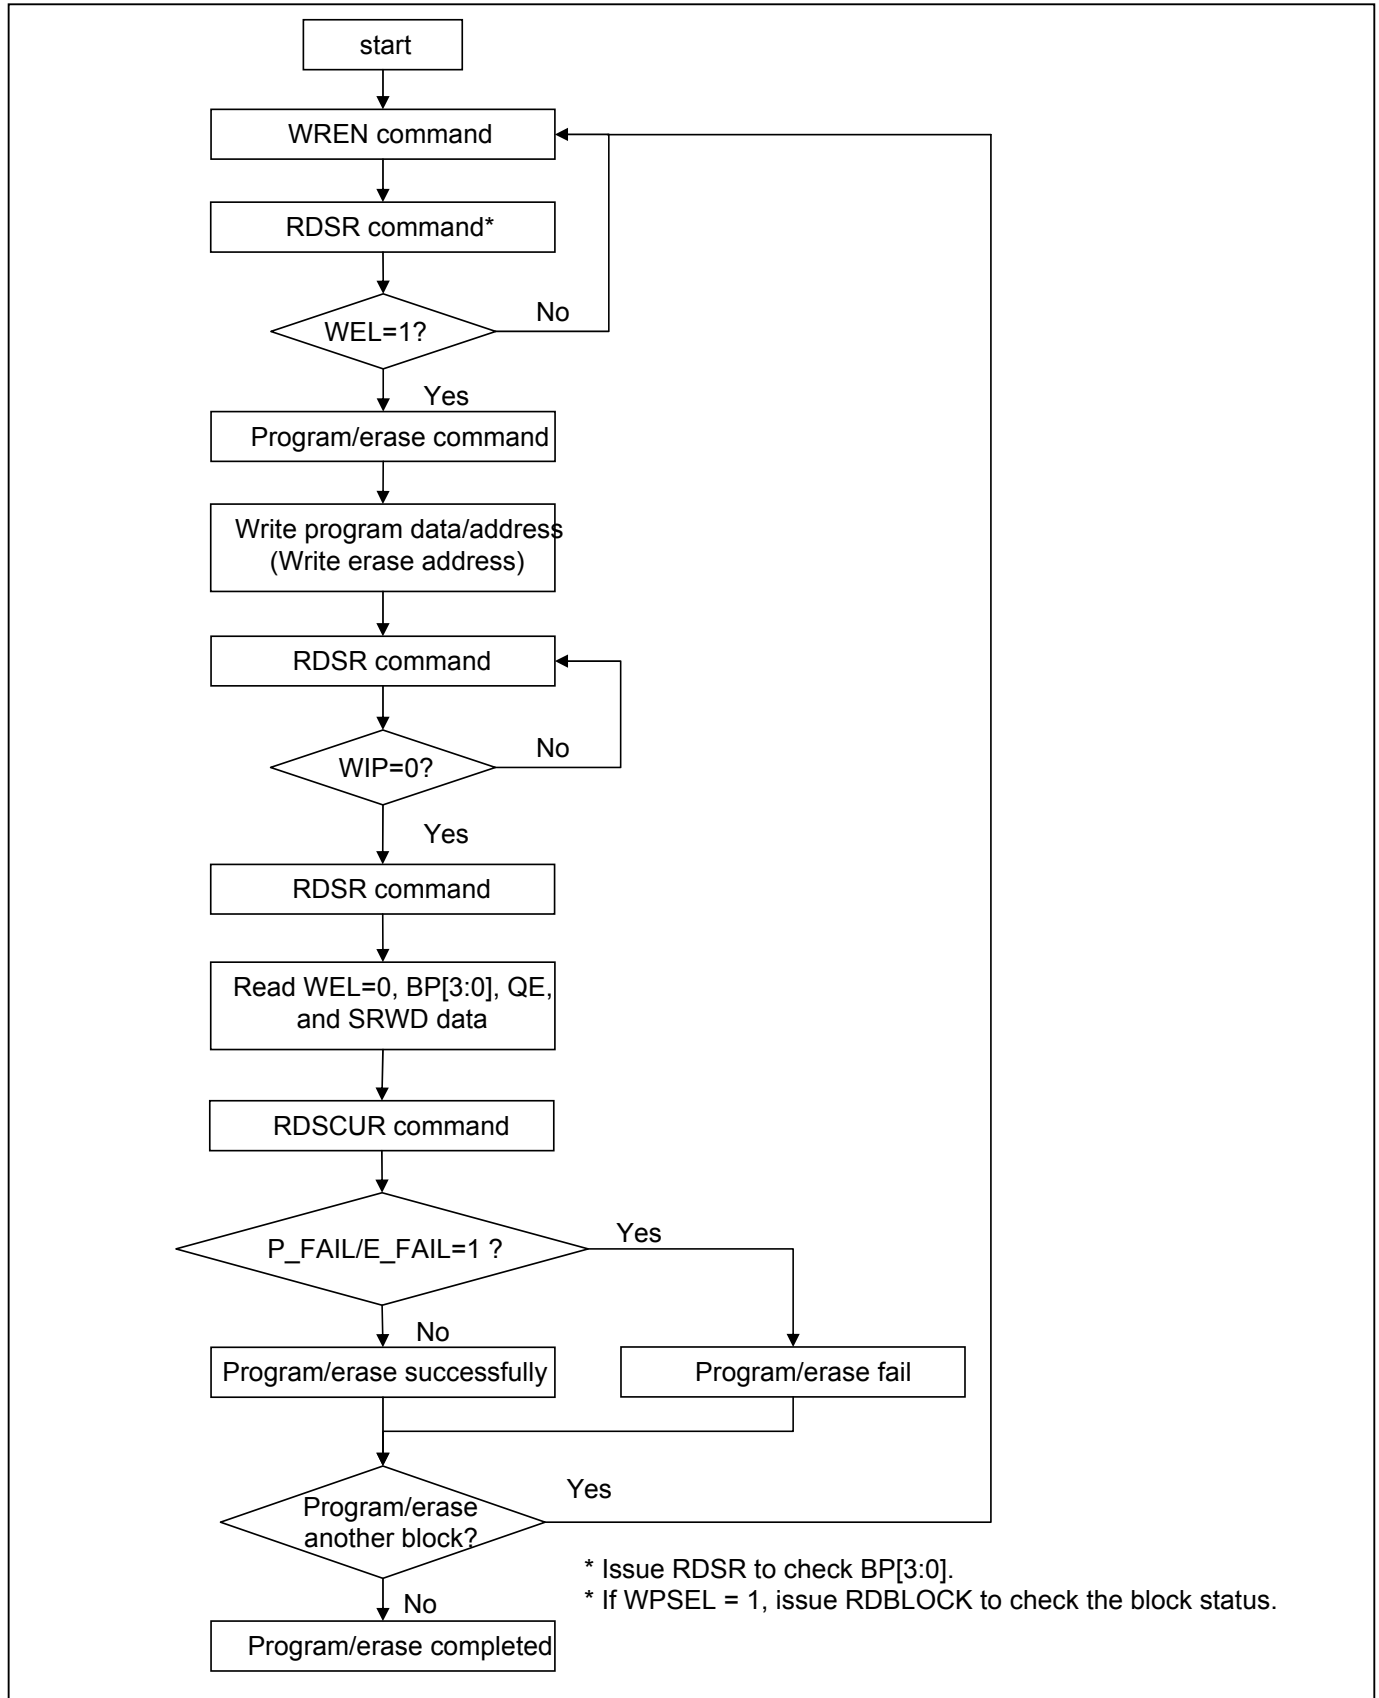 start
WREN command
RDSR command*
WEL=1?
No
Yes
Program/erase command
Write program data/address
(Write erase address)
RDSR command
WIP=0?
No
Yes
RDSR command
Read WEL=0, BP[3:0], QE,
and SRWD data
RDSCUR command
P_FAIL/E_FAIL=1 ?
Yes
No
Program/erase successfully
Program/erase fail
Program/erase
another block?
Yes
* Issue RDSR to check BP[3:0].
* If WPSEL = 1, issue RDBLOCK to check the block status.
No
Program/erase completed